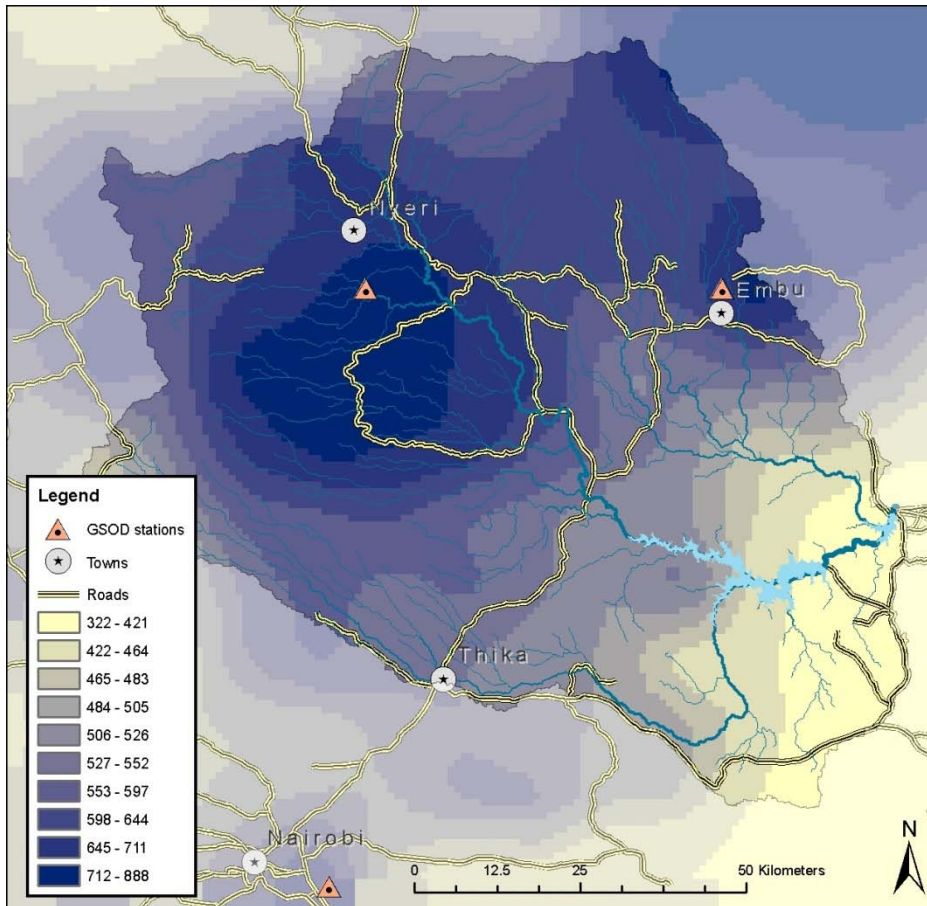 Nyeri
Embu
Thika
Nairobi
Legend
GSOD stations
Towns
Roads
322 - 421
422 - 464
465 - 483
484 - 505
506 - 526
527 - 552
553 - 597
598 - 644
645 - 711
712 - 888
0 12.5 25 50 Kilometers
N